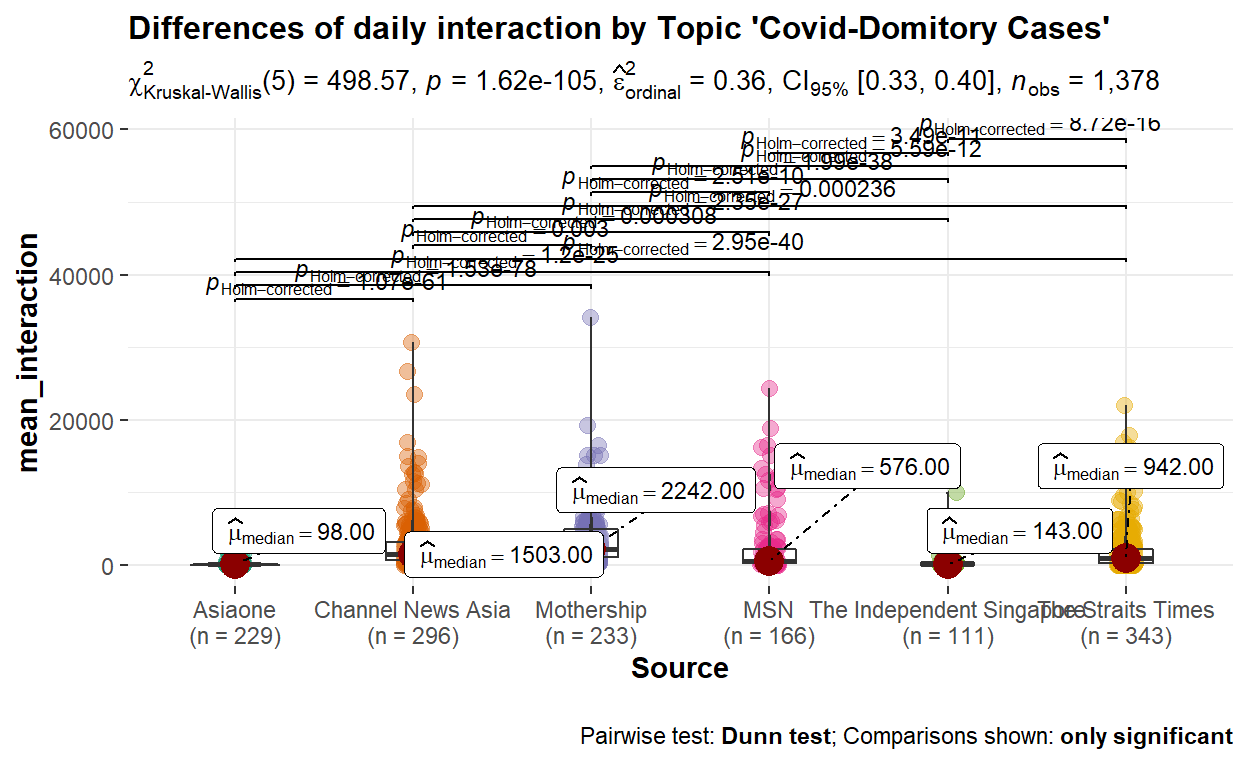 Differences of daily interaction by Topic 'Covid-Domitory Cases'
χ²Kruskal-Wallis(5) = 498.57, p = 1.62e-105, ε̂²ordinal = 0.36, CI95% [0.33, 0.40], nobs = 1,378
mean_interaction
60000
40000
20000
0
pHolm−corrected = 8.72e-16
pHolm−corrected = 3.49e-11
pHolm−corrected = 5.59e-12
pHolm−corrected = 1.99e-38
pHolm−corrected = 2.51e-10
pHolm−corrected = 0.000236
pHolm−corrected = 2.35e-27
pHolm−corrected = 0.000308
pHolm−corrected = 0.003
pHolm−corrected = 2.95e-40
pHolm−corrected = 1.2e-25
pHolm−corrected = 1.53e-78
pHolm−corrected = 1.07e-61
μ̂median = 98.00
μ̂median = 1503.00
μ̂median = 2242.00
μ̂median = 576.00
μ̂median = 143.00
μ̂median = 942.00
Asiaone
(n = 229)
Channel News Asia
(n = 296)
Mothership
(n = 233)
MSN
(n = 166)
The Independent Singapore
(n = 111)
The Straits Times
(n = 343)
Source
Pairwise test: Dunn test; Comparisons shown: only significant